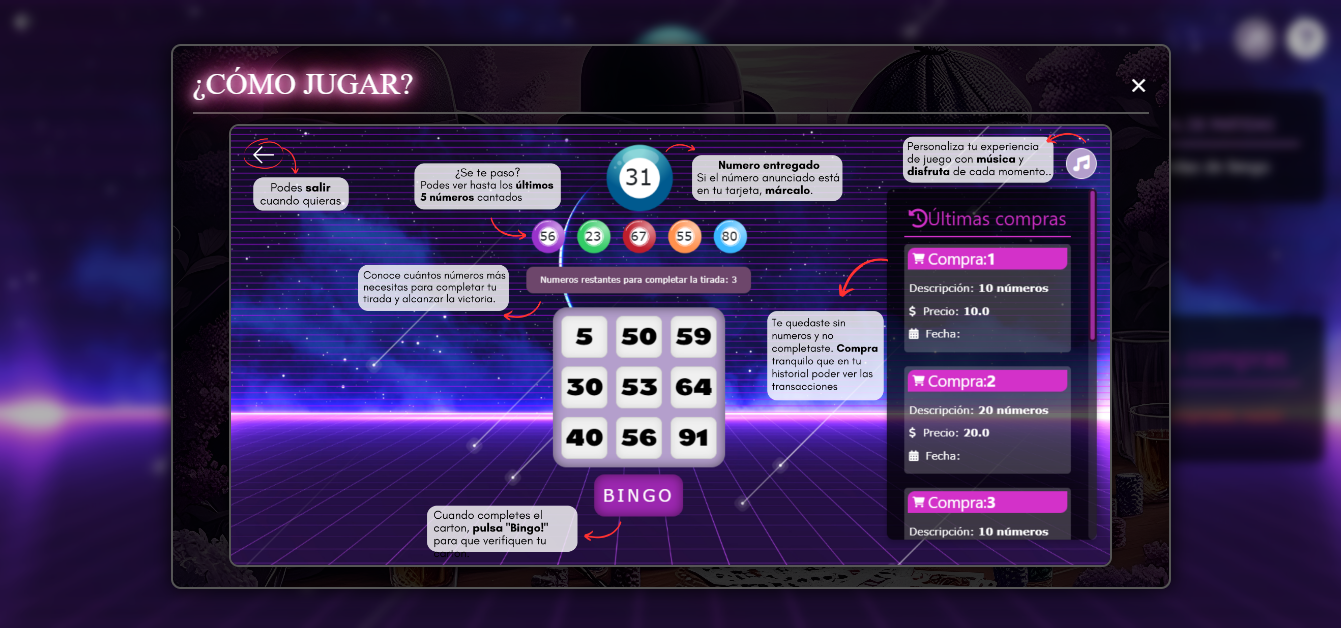 ¿CÓMO JUGAR?
Podes salir
cuando quieras
¿Se te paso?
Podes ver hasta los últimos
5 números cantados
31
Numero entregado
Si el número anunciado está
en tu tarjeta, márcalo.
Personaliza tu experiencia
de juego con música y
disfruta de cada momento..
56 23 67 55 80
Conoce cuántos números más
necesitas para completar tu
tirada y alcanzar la victoria.
Numeros restantes para completar la tirada: 3
5 50 59
30 53 64
40 56 91
BINGO
Cuando completes el
carton, pulsa "Bingo!"
para que verifiquen tu
carton.
Te quedaste sin
numeros y no
completaste. Compra
tranquilo que en tu
historial poder ver las
transacciones
Últimas compras
Compra:1
Descripción: 10 números
$ Precio: 10.0
Fecha:
Compra:2
Descripción: 20 números
$ Precio: 20.0
Fecha:
Compra:3
Descripción: 10 números